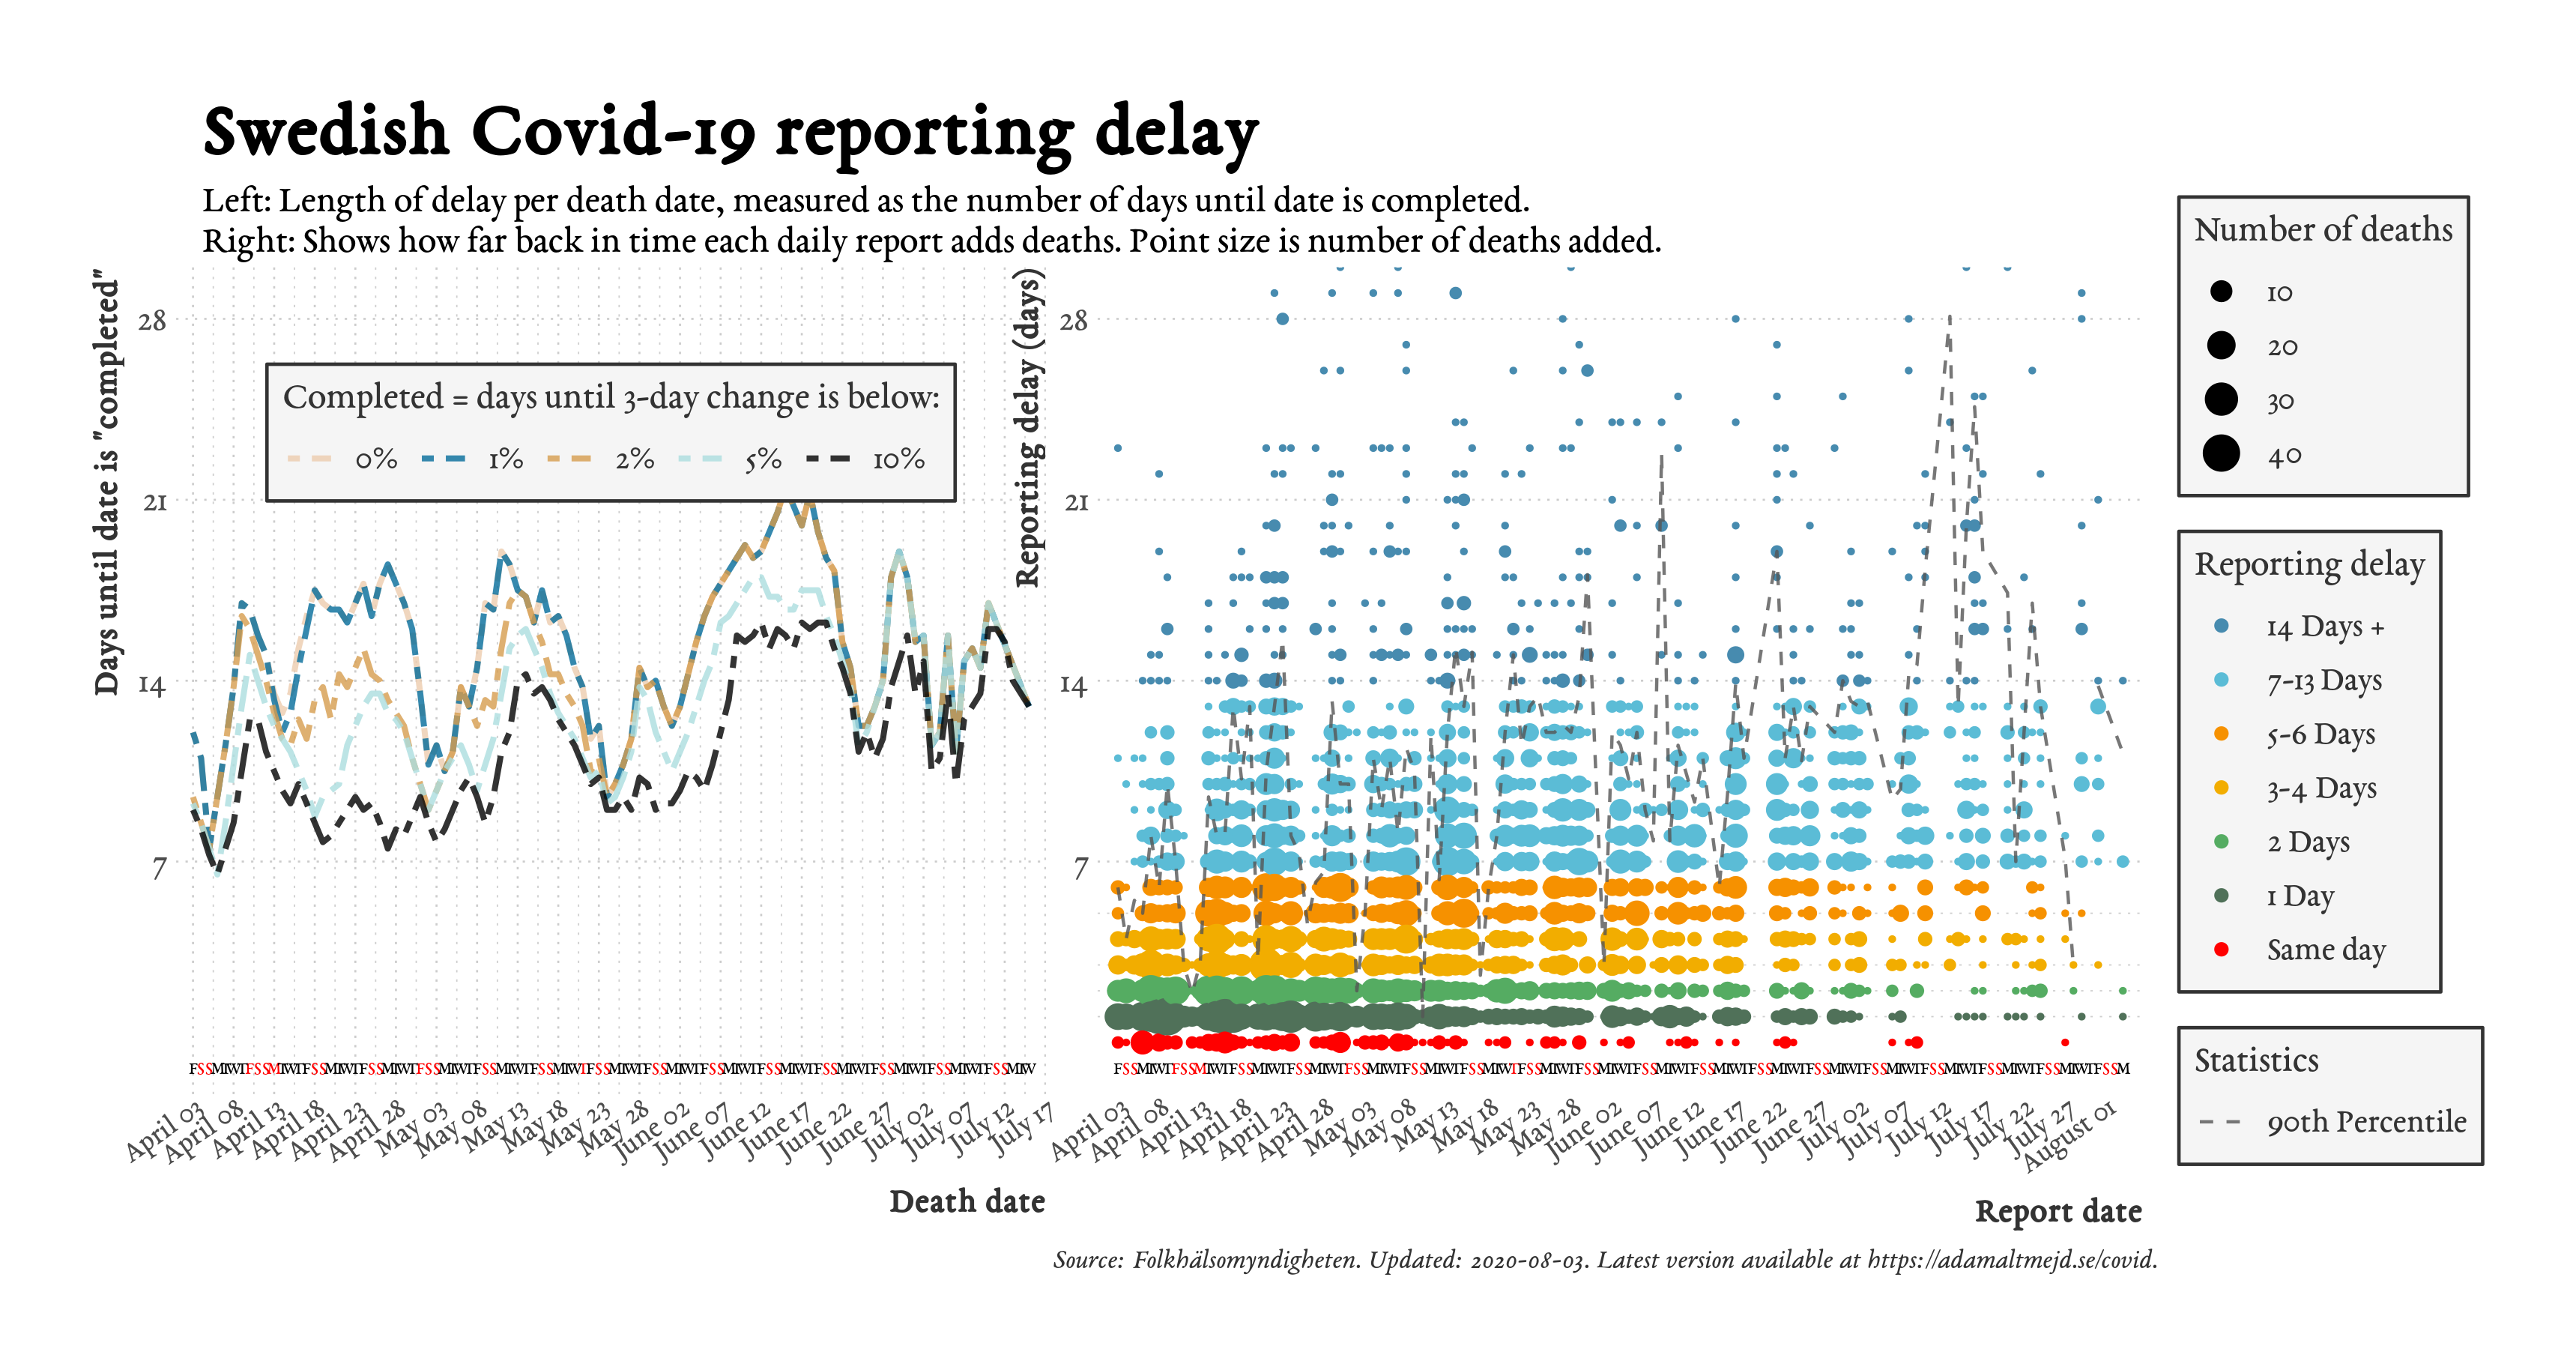 Swedish Covid-19 reporting delay
Left: Length of delay per death date, measured as the number of days until date is completed.
Right: Shows how far back in time each daily report adds deaths. Point size is number of deaths added.
Days until date is "completed"
28
21
14
7
Completed = days until 3-day change is below:
0% 1% 2% 5% 10%
FSSMTWTFSSMTWTFSSMTWTFSSMTWTFSSMTWTFSSMTWTFSSMTWTFSSMTWTFSSMTWTFSSMTWTFSSMTWTFSSMTWTFSSMTWTFSSMTWTFSSMTW
April 03
April 08
April 13
April 18
April 23
April 28
May 03
May 08
May 13
May 18
May 23
May 28
June 02
June 07
June 12
June 17
June 22
June 27
July 02
July 07
July 12
July 17
Death date
Reporting delay (days)
28
21
14
7
FSSMTWTFSSMTWTFSSMTWTFSSMTWTFSSMTWTFSSMTWTFSSMTWTFSSMTWTFSSMTWTFSSMTWTFSSMTWTFSSMTWTFSSMTWTFSSMTWTFSSMTWTFSSMTWTFSSMTWTFSSM
April 03
April 08
April 13
April 18
April 23
April 28
May 03
May 08
May 13
May 18
May 23
May 28
June 02
June 07
June 12
June 17
June 22
June 27
July 02
July 07
July 12
July 17
July 22
July 27
August 01
Report date
Number of deaths
10
20
30
40
Reporting delay
14 Days +
7-13 Days
5-6 Days
3-4 Days
2 Days
1 Day
Same day
Statistics
90th Percentile
Source: Folkhälsomyndigheten. Updated: 2020-08-03. Latest version available at https://adamaltmejd.se/covid.